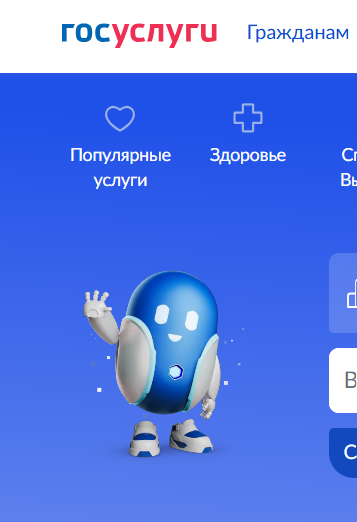 госуслуги
Гражданам
Популярные
услуги
Здоровье